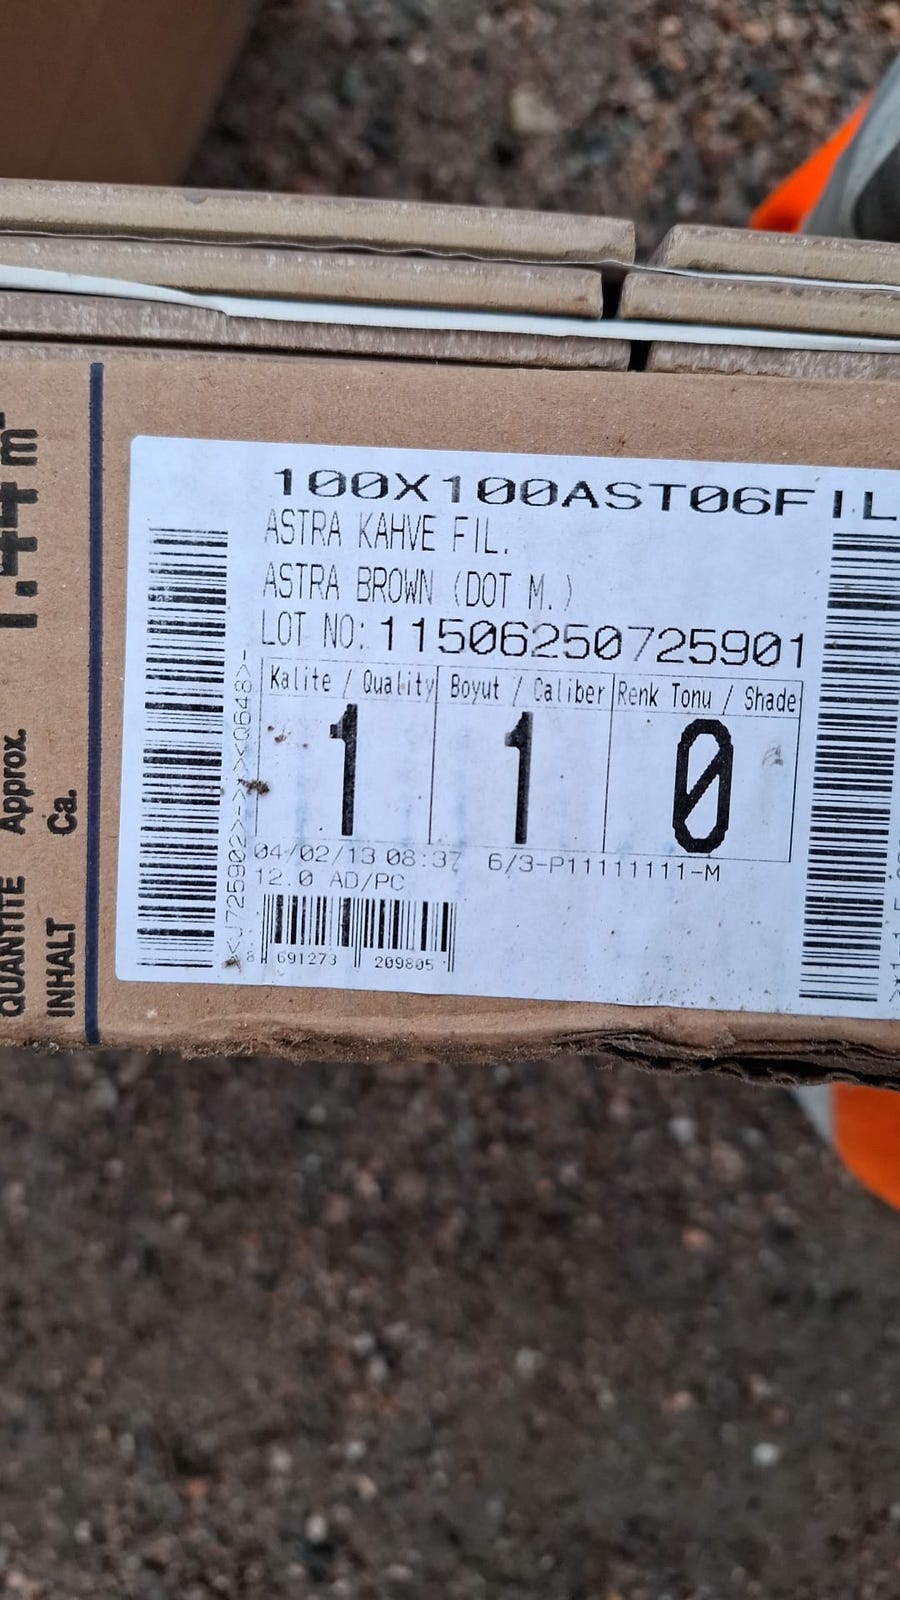 100X100AST06FIL
ASTRA KAHVE FIL.
ASTRA BROWN (DOT M.)
LOT NO: 11506250725901
Kalite / Quality Boyut / Caliber Renk Tonu / Shade
1 1 0
04/02/13 08:37 6/3-P11111111-M
12.0 AD/PC
8 691273 209805
QUANTITE Approx. 1.44 m²
INHALT Ca.